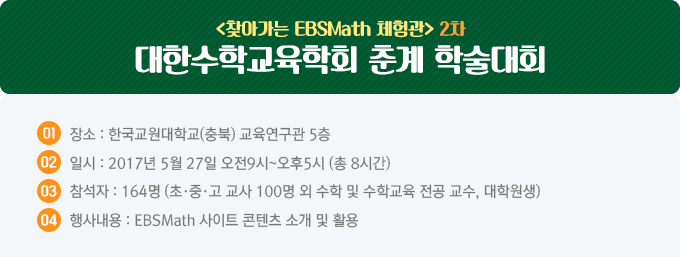 <찾아가는 EBSMath 체험관> 2차
대한수학교육학회 춘계 학술대회
01 장소 : 한국교원대학교(충북) 교육연구관 5층
02 일시 : 2017년 5월 27일 오전9시~오후5시 (총 8시간)
03 참석자 : 164명 (초·중·고 교사 100명 외 수학 및 수학교육 전공 교수, 대학원생)
04 행사내용 : EBSMath 사이트 콘텐츠 소개 및 활용